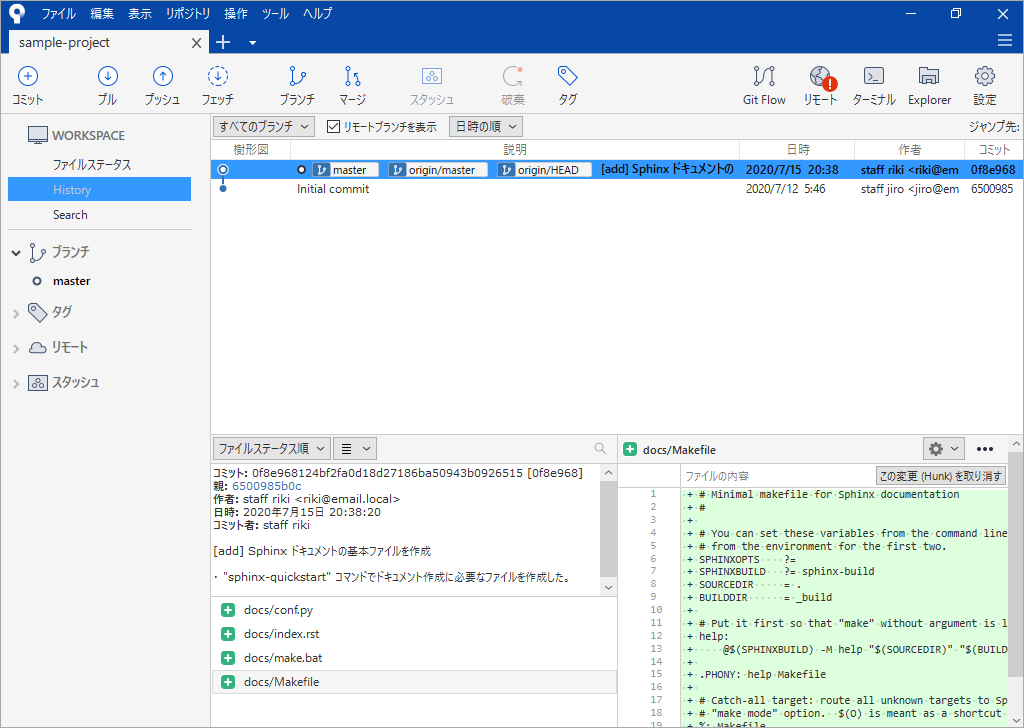 ファイル 編集 表示 リポジトリ 操作 ツール ヘルプ
sample-project
コミット プル プッシュ フェッチ ブランチ マージ スタッシュ 破棄 タグ Git Flow リモート ターミナル Explorer 設定
WORKSPACE
ファイルステータス
History
Search
ブランチ
master
タグ
リモート
スタッシュ
すべてのブランチ リモートブランチを表示 日時の順 ジャンプ先:
樹形図 説明 日時 作者 コミット
master origin/master origin/HEAD [add] Sphinx ドキュメントの 2020/7/15 20:38 staff riki <riki@em 0f8e968
Initial commit 2020/7/12 5:46 staff jiro <jiro@em 6500985
ファイルステータス順
コミット: 0f8e968124bf2fa0d18d27186ba50943b0926515 [0f8e968]
親: 6500985b0c
作者: staff riki <riki@email.local>
日時: 2020年7月15日 20:38:20
コミット者: staff riki
[add] Sphinx ドキュメントの基本ファイルを作成
・ "sphinx-quickstart" コマンドでドキュメント作成に必要なファイルを作成した。
docs/conf.py
docs/index.rst
docs/make.bat
docs/Makefile
docs/Makefile
ファイルの内容 この変更 (Hunk) を取り消す
1 + # Minimal makefile for Sphinx documentation
2 + #
3 +
4 + # You can set these variables from the command line
5 + # from the environment for the first two.
6 + SPHINXOPTS ?=
7 + SPHINXBUILD ?= sphinx-build
8 + SOURCEDIR = .
9 + BUILDDIR = _build
10 +
11 + # Put it first so that "make" without argument is l
12 + help:
13 + @$(SPHINXBUILD) -M help "$(SOURCEDIR)" "$(BUILD
14 +
15 + .PHONY: help Makefile
16 +
17 + # Catch-all target: route all unknown targets to Sp
18 + # "make mode" option. $(O) is meant as a shortcut
19 + %: Makefile